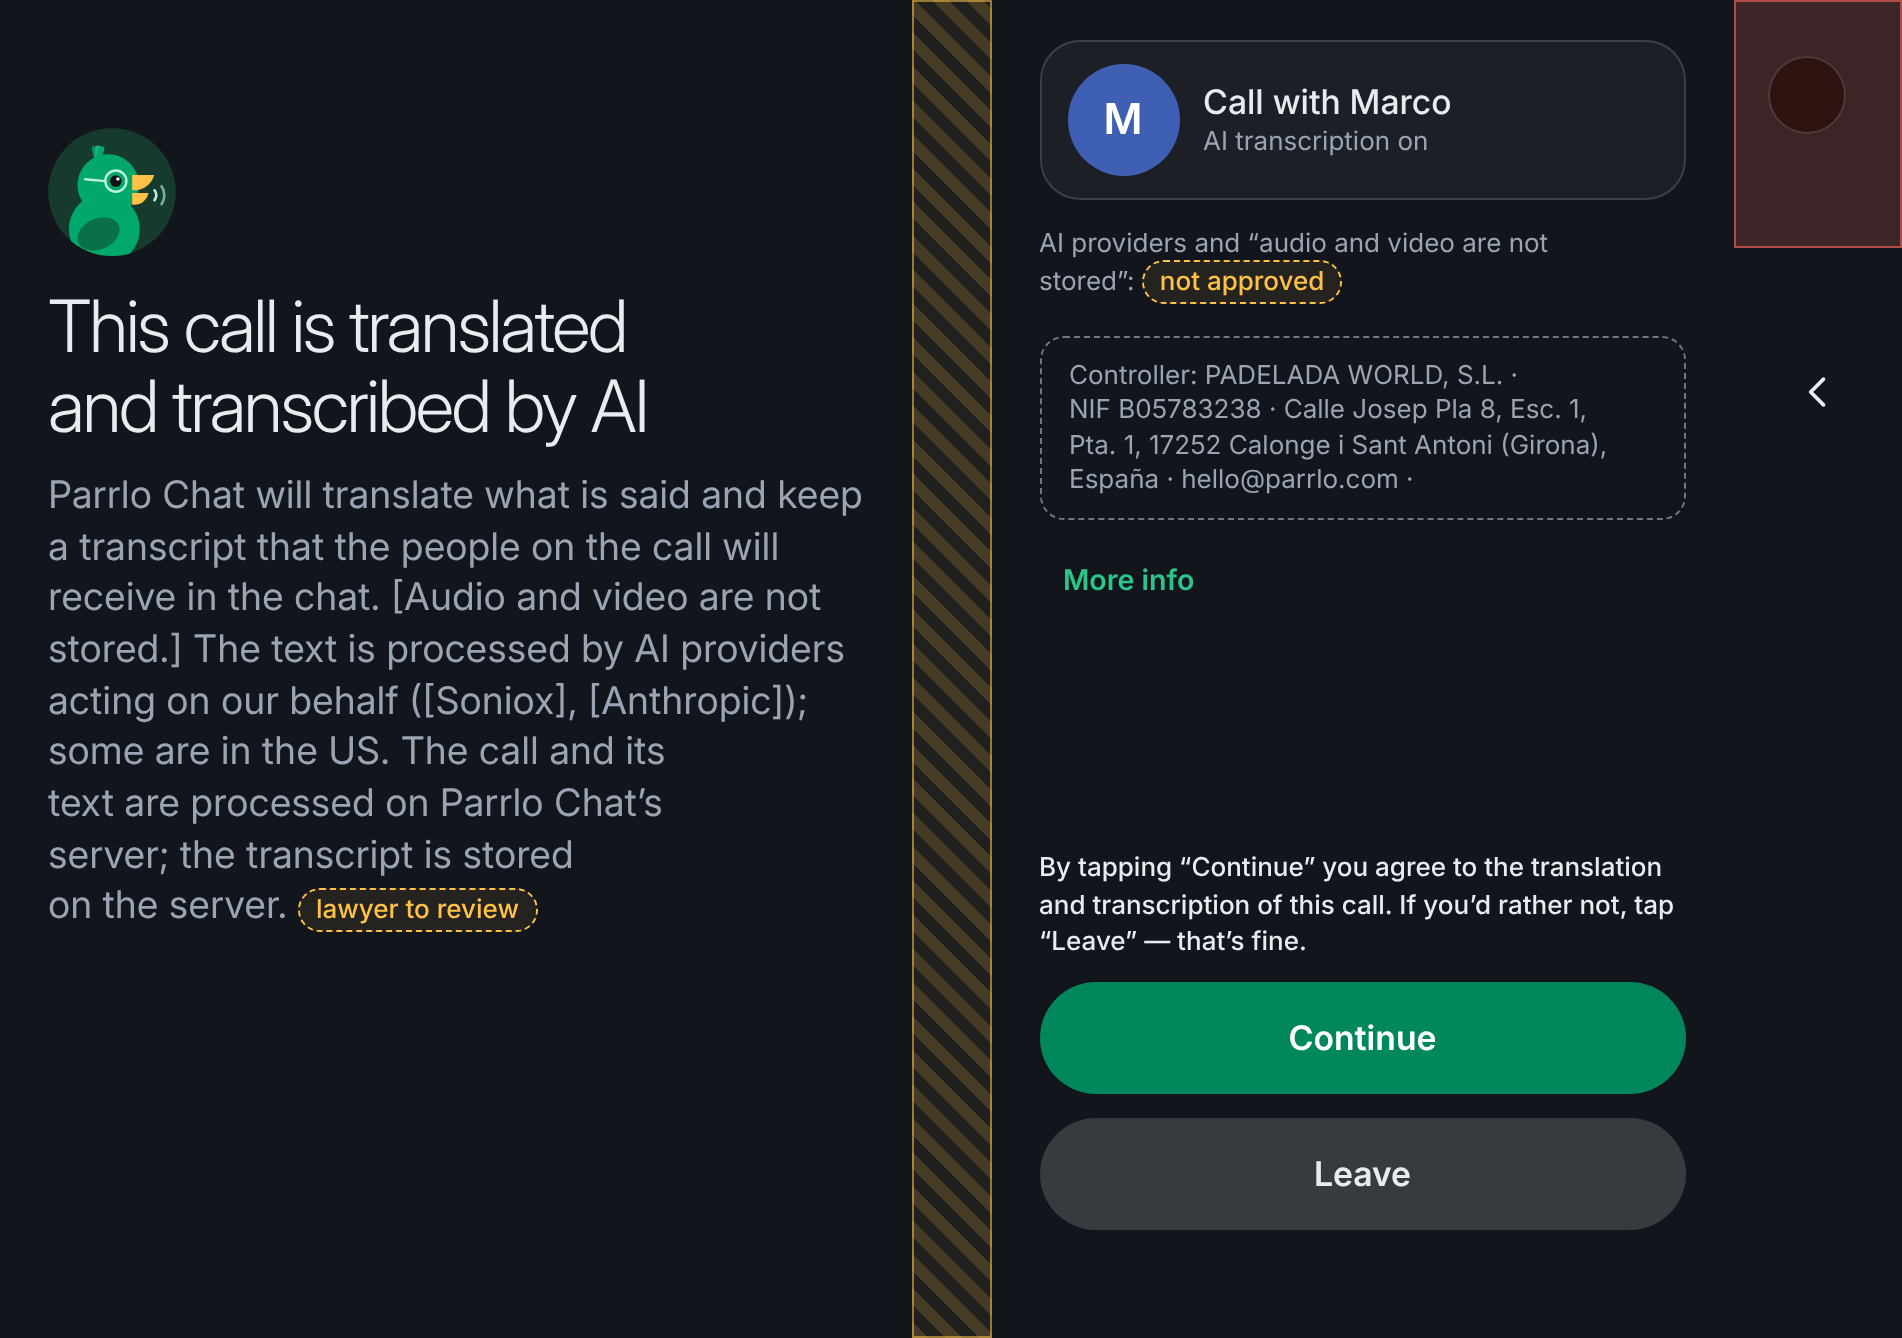 This call is translated
and transcribed by AI
Parrlo Chat will translate what is said and keep
a transcript that the people on the call will
receive in the chat. [Audio and video are not
stored.] The text is processed by AI providers
acting on our behalf ([Soniox], [Anthropic]);
some are in the US. The call and its
text are processed on Parrlo Chat’s
server; the transcript is stored
on the server. lawyer to review
M
Call with Marco
AI transcription on
AI providers and “audio and video are not
stored”: not approved
Controller: PADELADA WORLD, S.L. ·
NIF B05783238 · Calle Josep Pla 8, Esc. 1,
Pta. 1, 17252 Calonge i Sant Antoni (Girona),
España · hello@parrlo.com ·
More info
By tapping “Continue” you agree to the translation
and transcription of this call. If you’d rather not, tap
“Leave” — that’s fine.
Continue
Leave